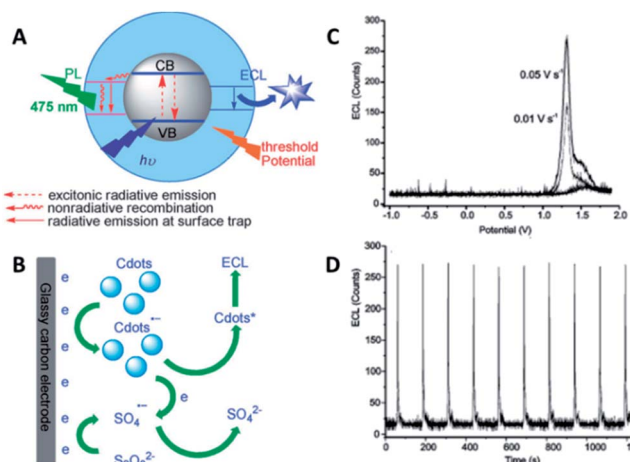 A
PL
CB
ECL
475 nm
VB
hυ
threshold
Potential
excitonic radiative emission
nonradiative recombination
radiative emission at surface trap
B
Glassy carbon electrode
e
e
e
e
e
e
Cdots
Cdots •−
ECL
Cdots*
e
SO₄ •−
SO₄²⁻
C
ECL (Counts)
300
250
200
150
100
50
0
0.05 V s⁻¹
0.01 V s⁻¹
-1.0 -0.5 0.0 0.5 1.0 1.5 2.0
Potential (V)
D
ECL (Counts)
300
250
200
150
100
50
0
0 200 400 600 800 1000
Time (s)